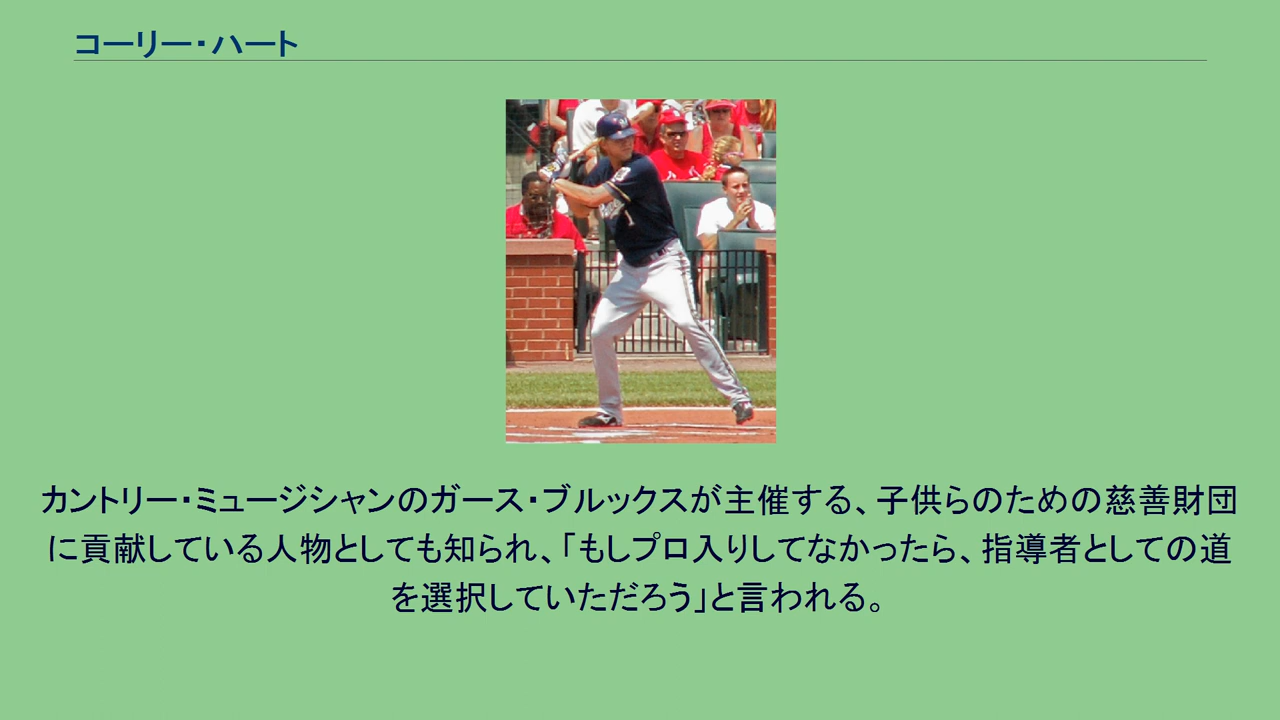 コーリー・ハート
カントリー・ミュージシャンのガース・ブルックスが主催する、子供らのための慈善財団
に貢献している人物としても知られ、「もしプロ入りしてなかったら、指導者としての道
を選択していただろう」と言われる。